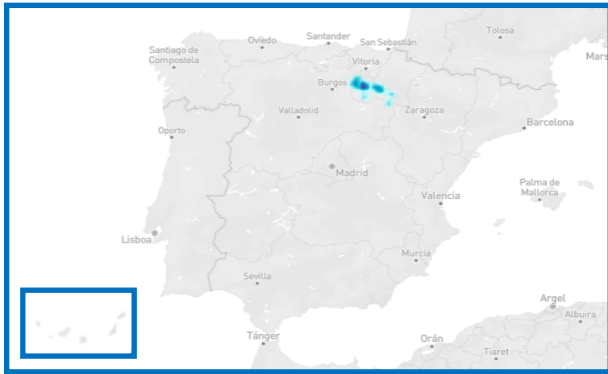 Tolosa
Oviedo
Santander
San Sebastián
Santiago de
Compostela
Vitoria
Mars
Burgos
Valladolid
Zaragoza
Barcelona
Oporto
Madrid
Palma de
Mallorca
Valencia
Lisboa
Murcia
Sevilla
Argel
Albuira
Tánger
Orán
Tiaret